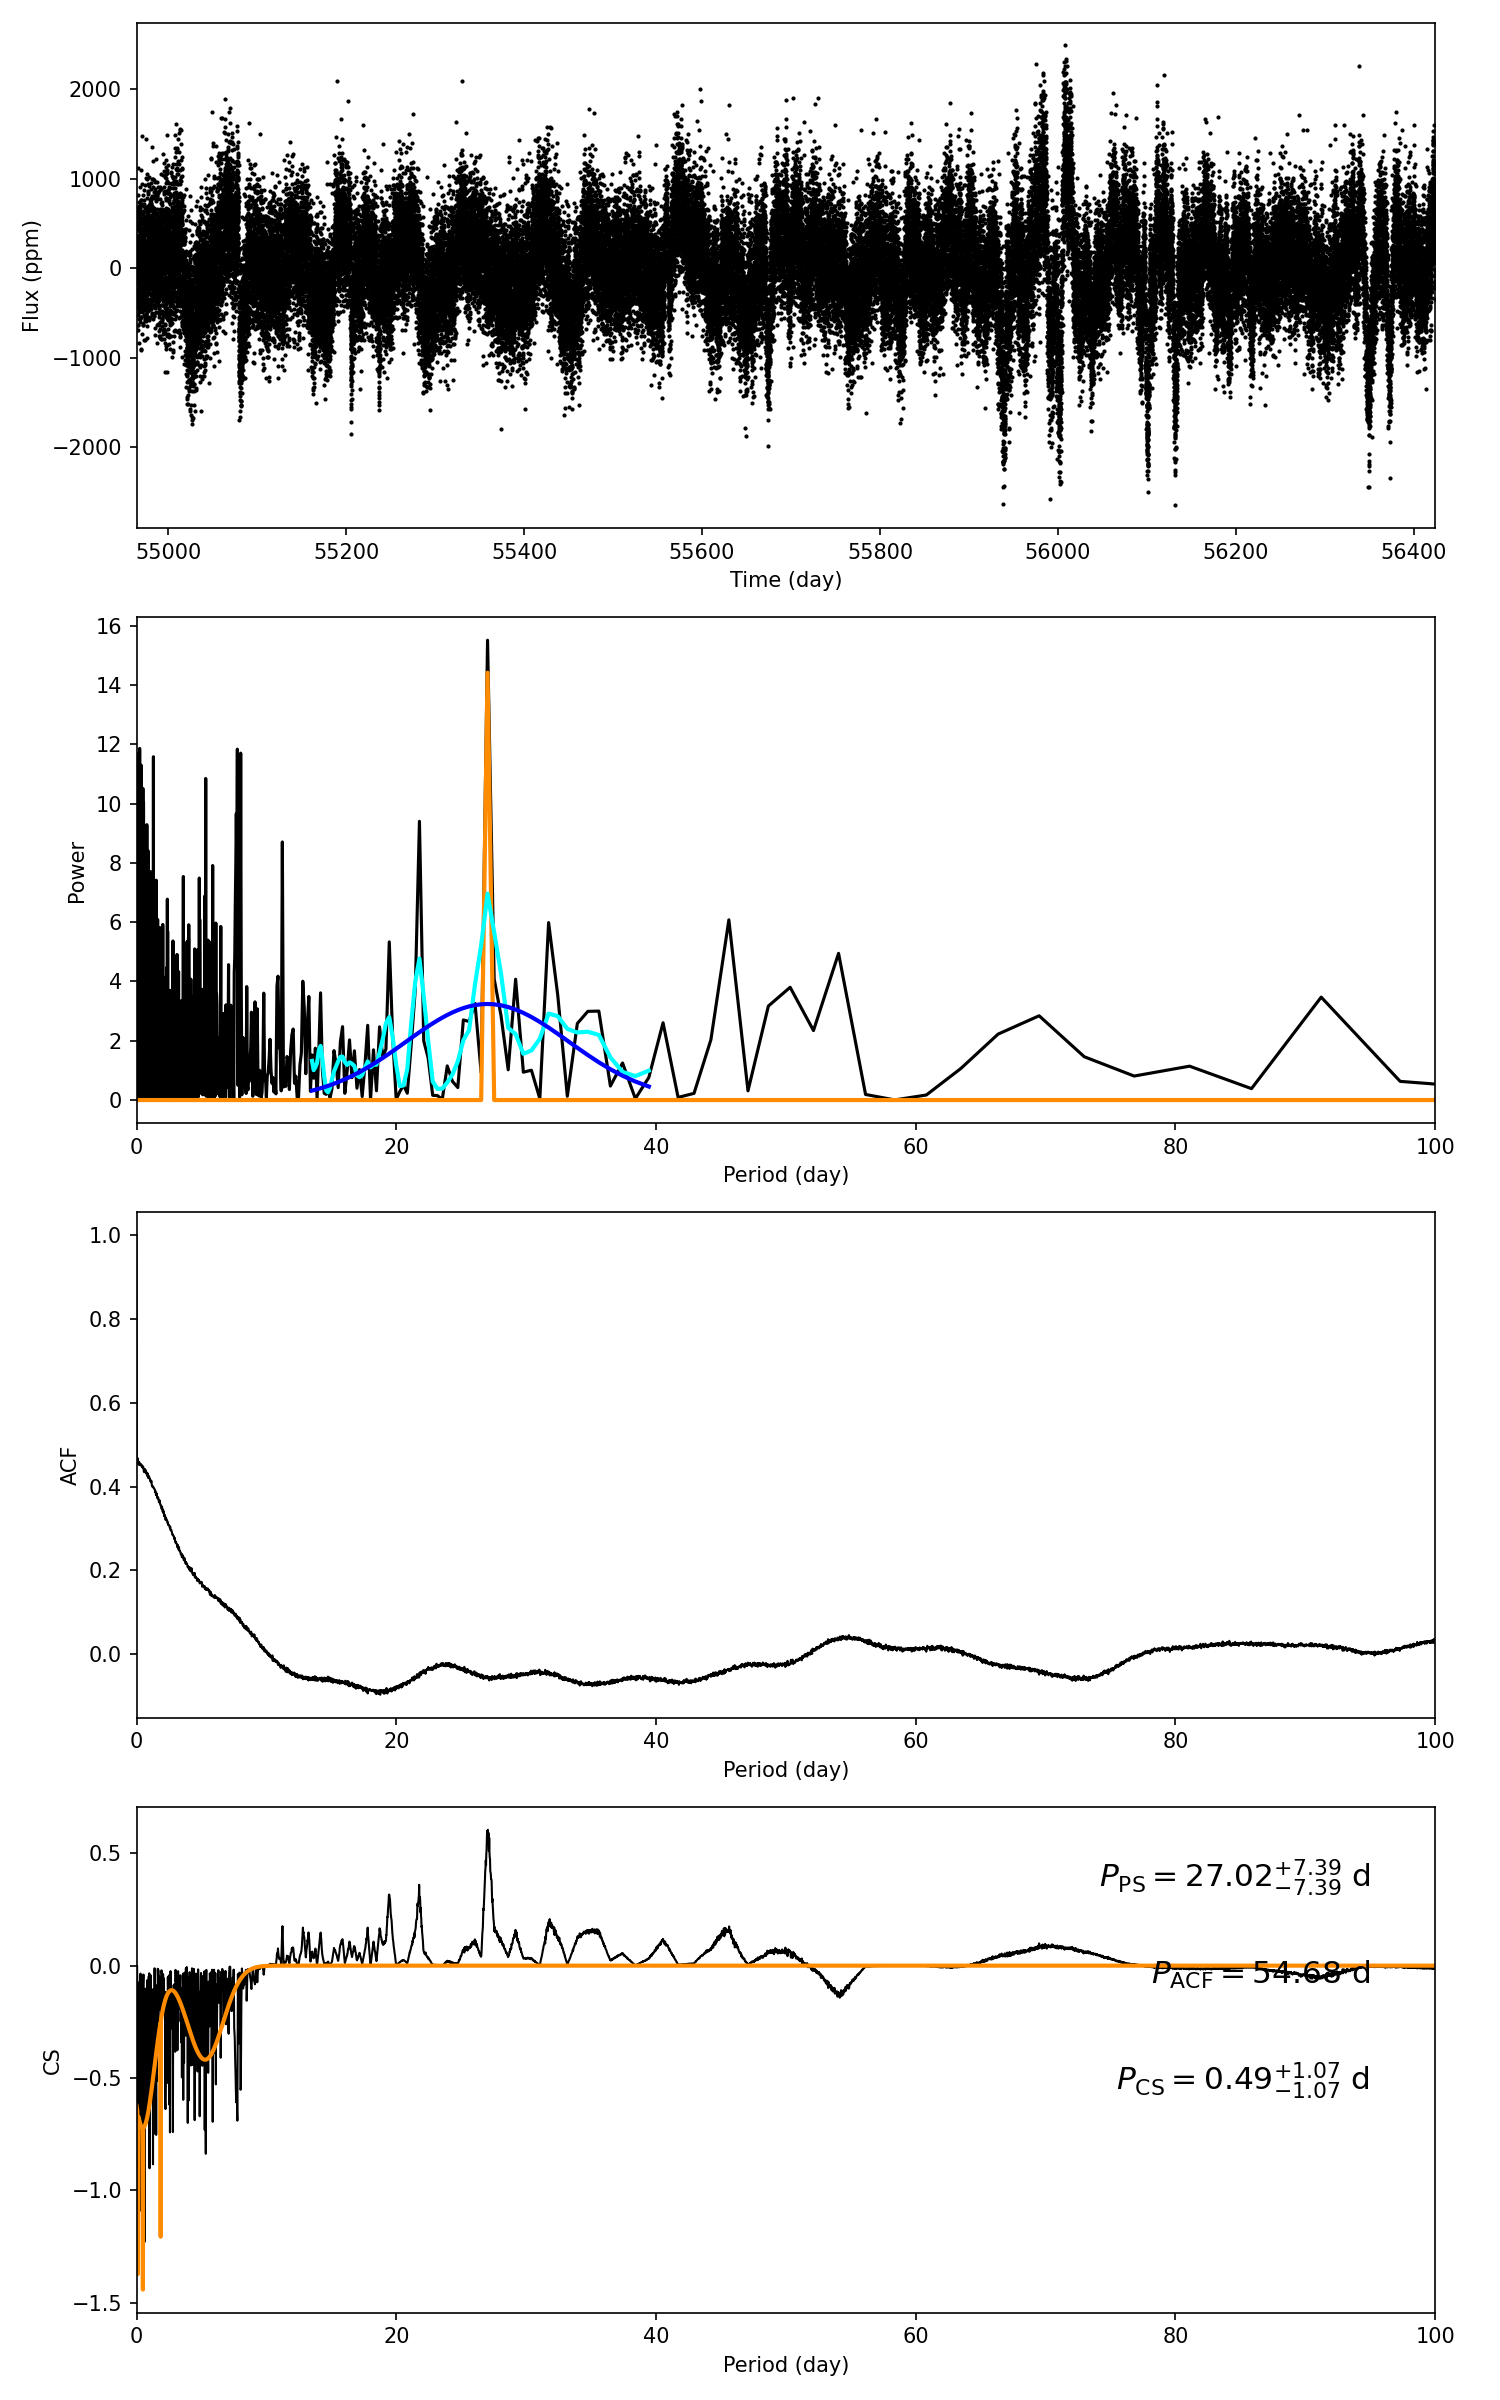 2000
1000
0
−1000
−2000
Flux (ppm)
55000 55200 55400 55600 55800 56000 56200 56400
Time (day)
16
14
12
10
8
6
4
2
0
Power
0 20 40 60 80 100
Period (day)
1.0
0.8
0.6
0.4
0.2
0.0
ACF
0 20 40 60 80 100
Period (day)
0.5
0.0
−0.5
−1.0
−1.5
CS
P_PS = 27.02 +7.39 −7.39 d
P_ACF = 54.68 d
P_CS = 0.49 +1.07 −1.07 d
0 20 40 60 80 100
Period (day)